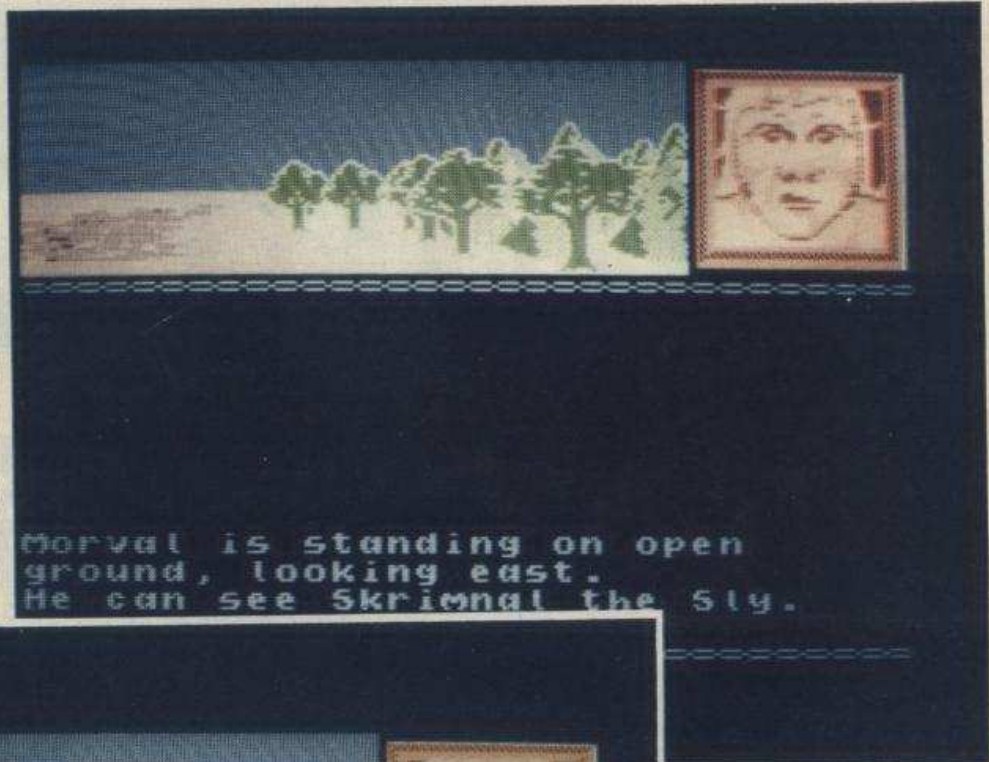 Morval is standing on open
ground, looking east.
He can see Skrimnal the Sly.